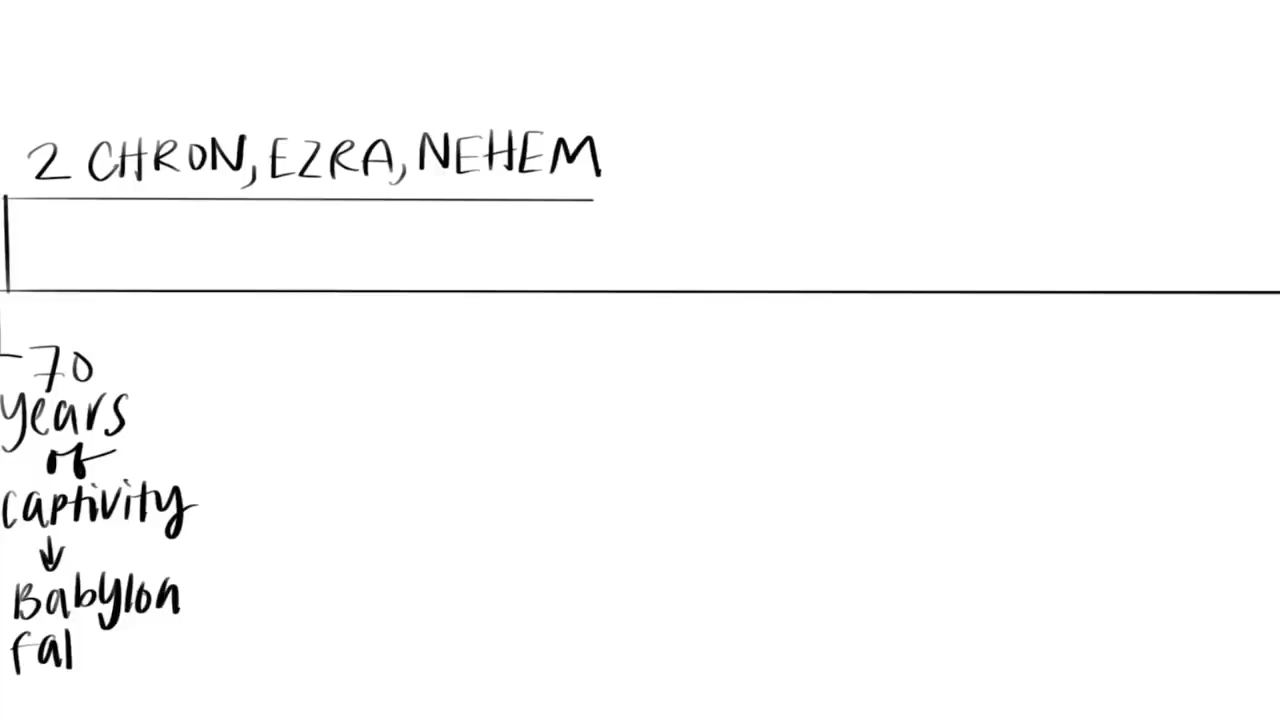 2 CHRON, EZRA, NEHEM
70
years
of
captivity
↓
Babylon
fal